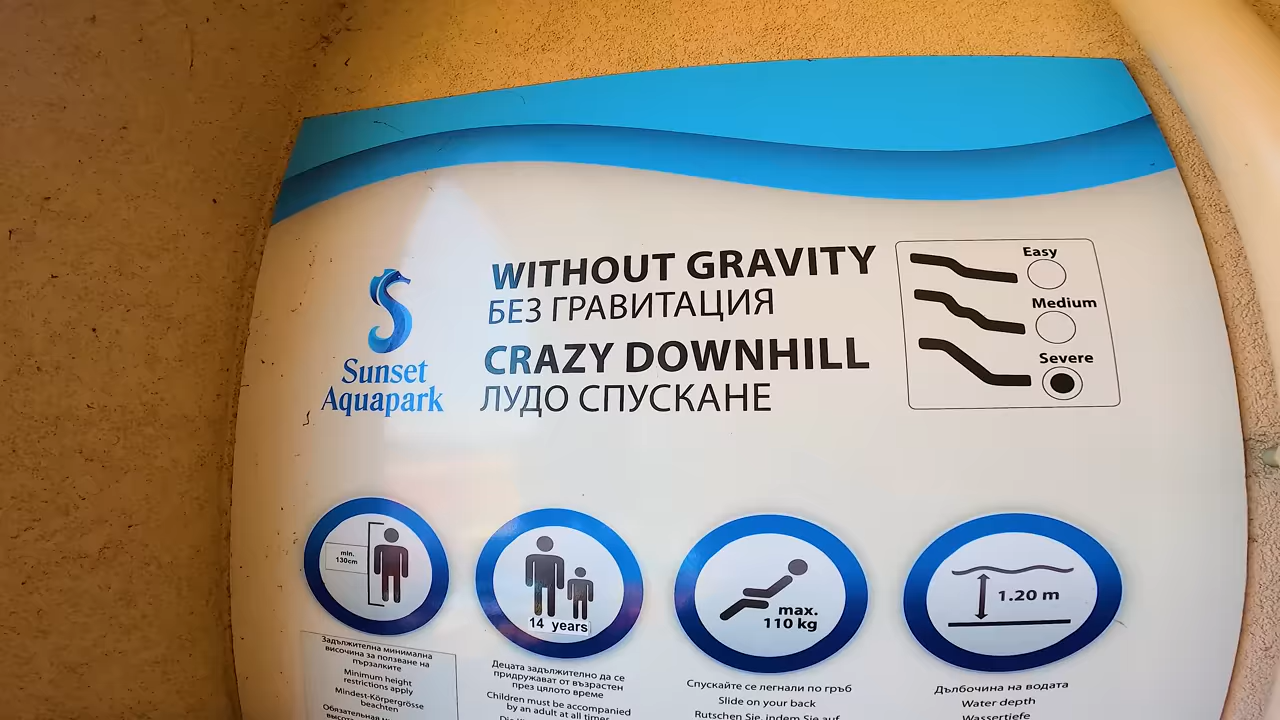 WITHOUT GRAVITY
БЕЗ ГРАВИТАЦИЯ
CRAZY DOWNHILL
ЛУДО СПУСКАНЕ
Sunset
Aquapark
Easy
Medium
Severe
min.
130cm
14 years
max.
110 kg
1.20 m
Задължителна минимална
височина за ползване на
пързалките
Minimum height
restrictions apply
Mindest-Körpergrösse
beachten
Обязательная
Децата задължително да се
придружават от възрастен
през цялото време
Children must be accompanied
by an adult at all times
Спускайте се легнали по гръб
Slide on your back
Rutschen Sie, indem Sie auf
Дълбочина на водата
Water depth
Wassertiefe